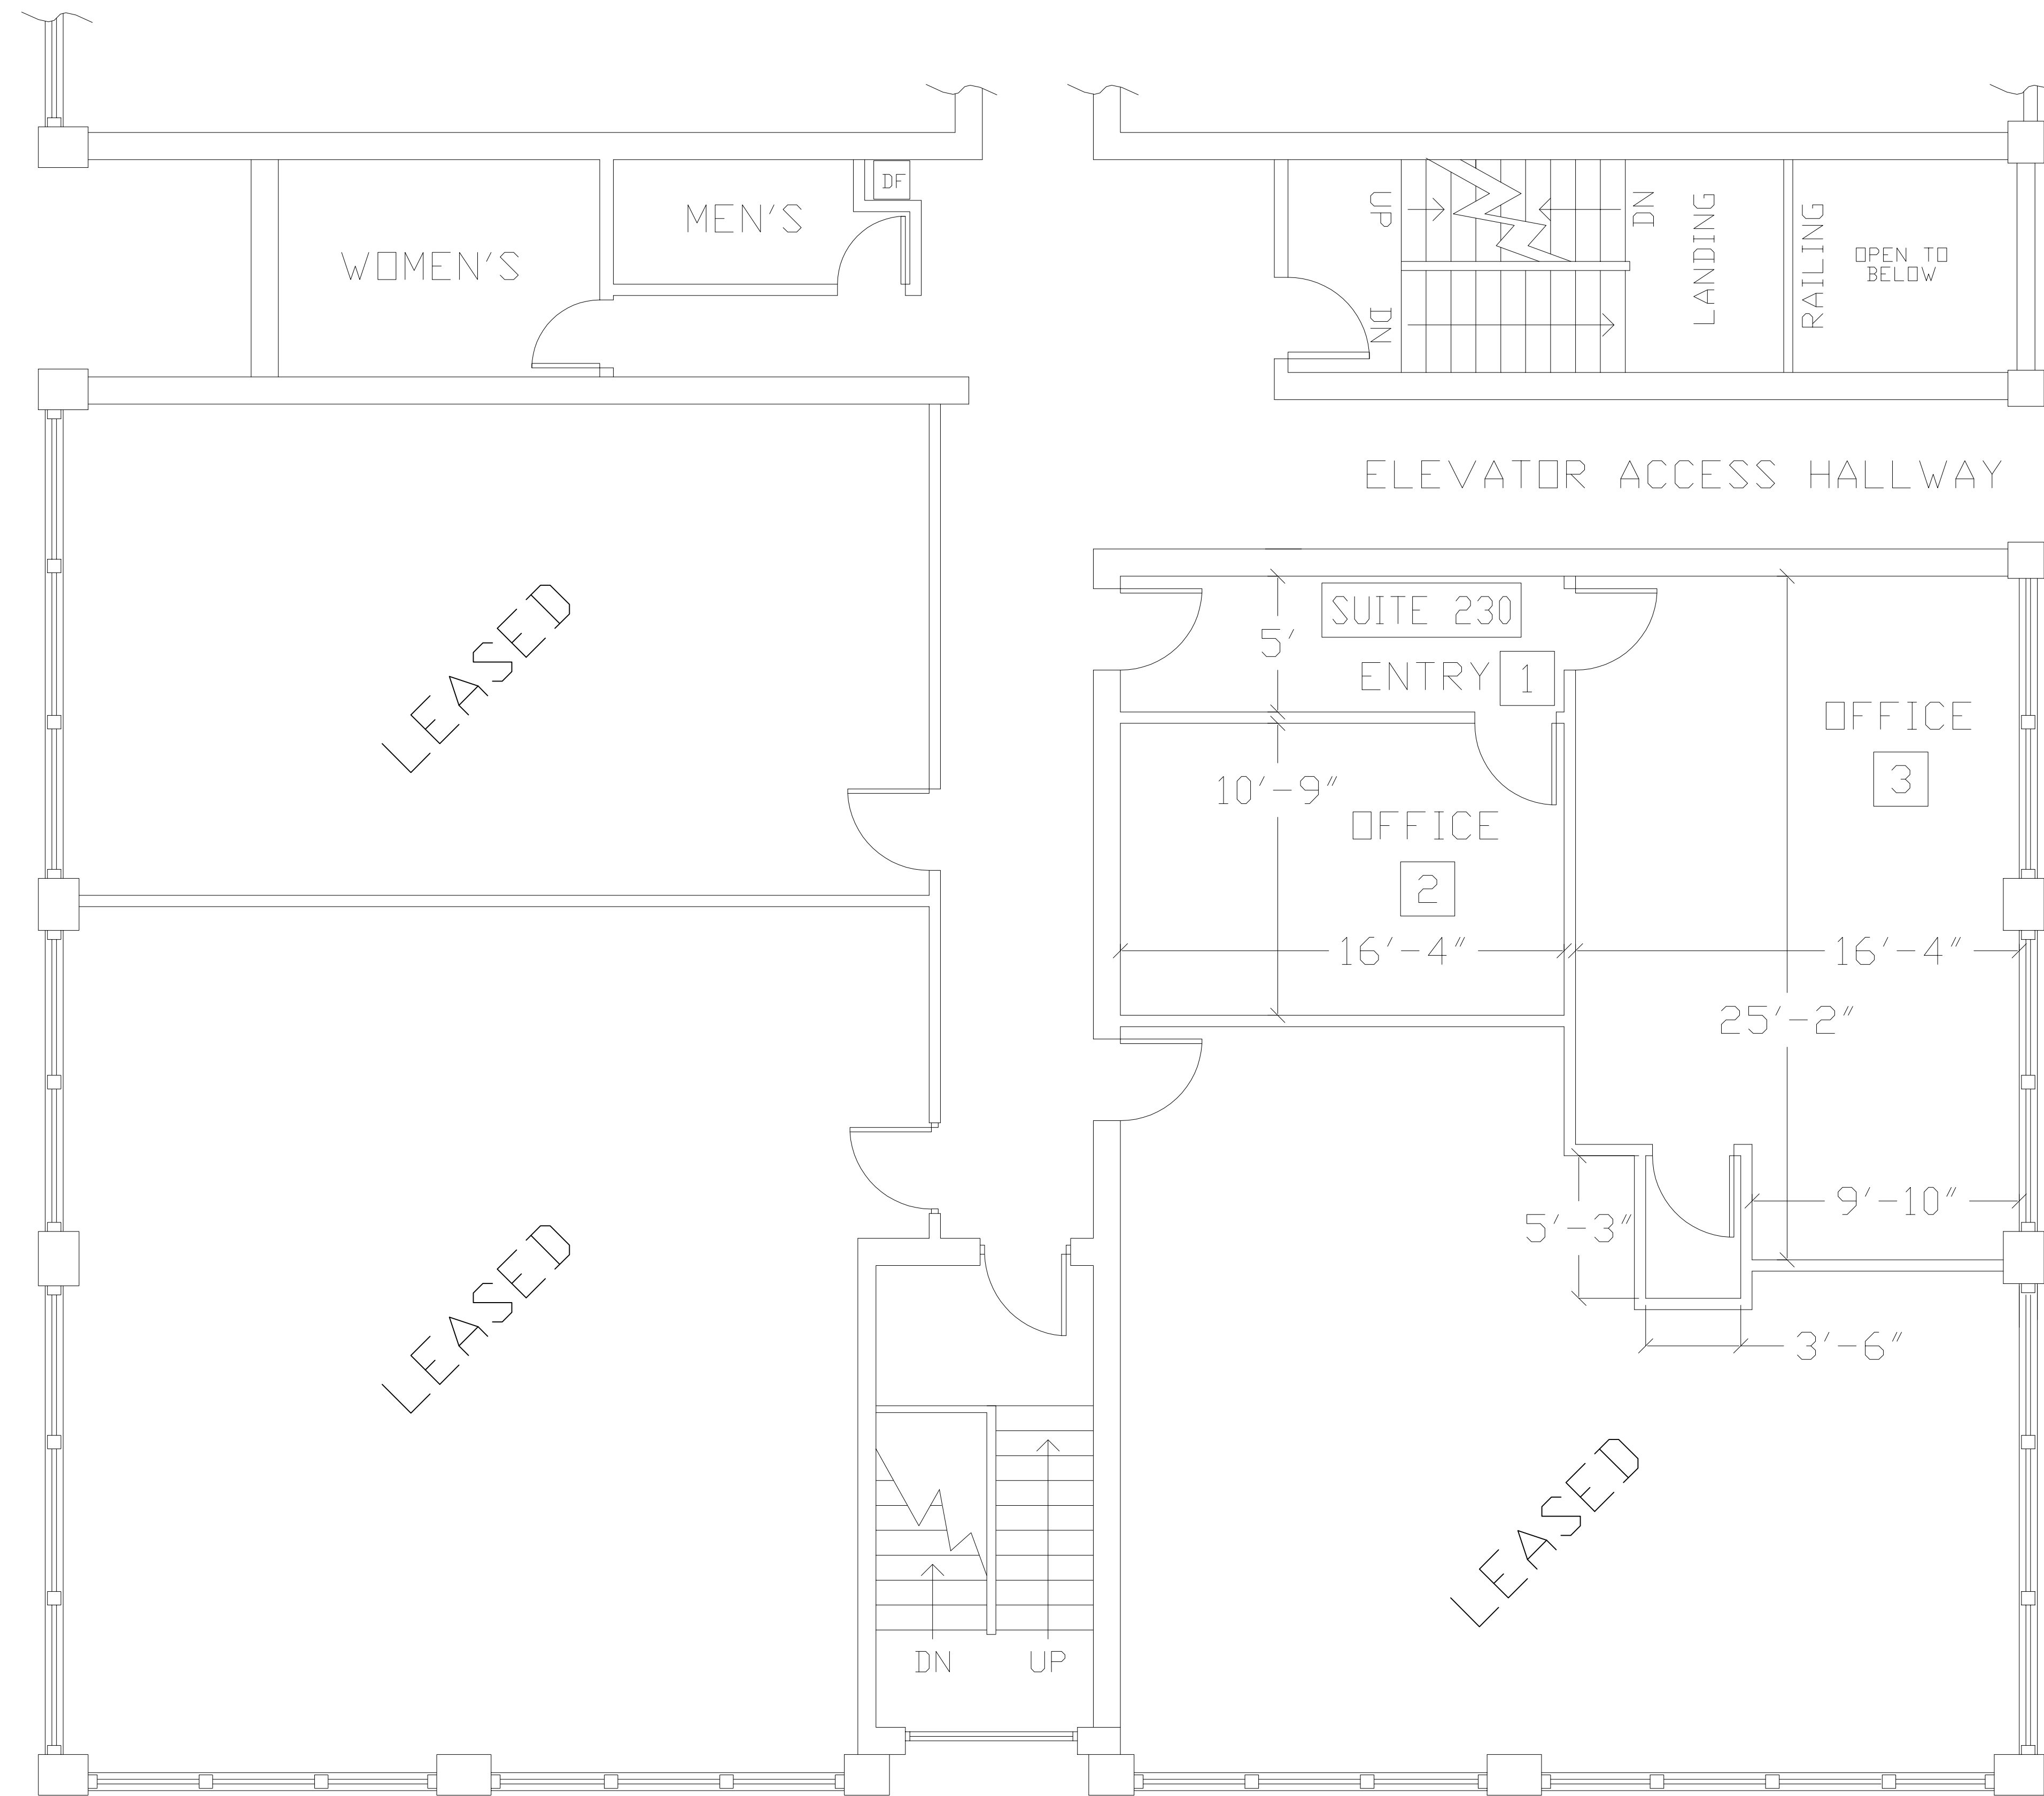 DF
MEN'S
WOMEN'S
UP
DN
DN
LANDING
RAILING
OPEN TO
BELOW
ELEVATOR ACCESS HALLWAY
SUITE 230
ENTRY 1
5'
OFFICE
3
10'-9"
OFFICE
2
16'-4"
16'-4"
25'-2"
9'-10"
5'-3"
3'-6"
LEASED
LEASED
LEASED
DN
UP